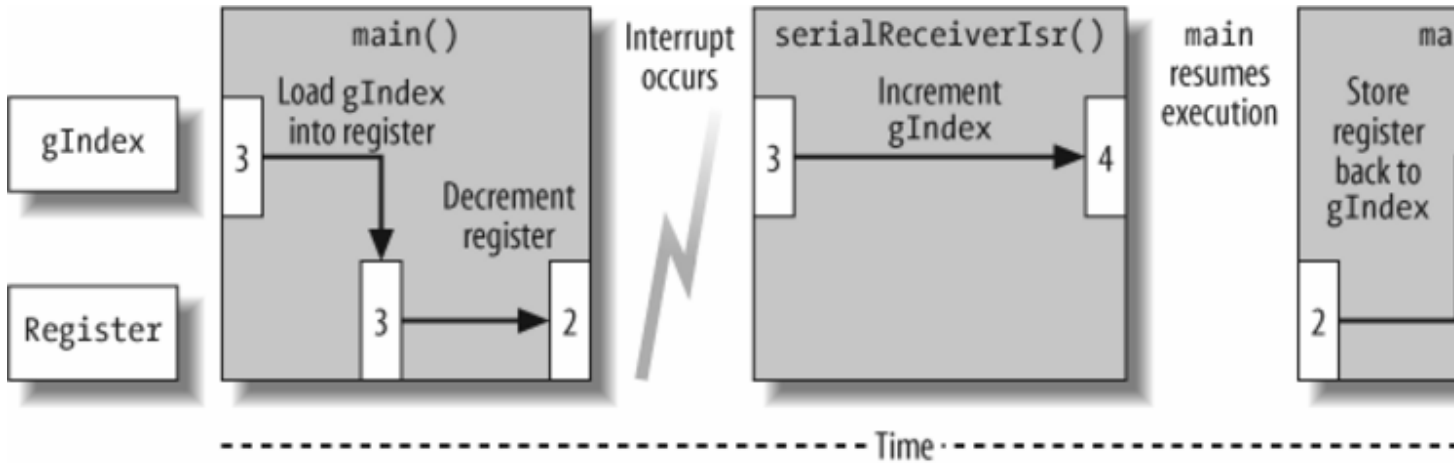 main()
Interrupt
occurs
serialReceiverIsr()
main
resumes
execution
ma
Load gIndex
into register
Increment
gIndex
Store
register
back to
gIndex
gIndex
3
3
4
Decrement
register
Register
3
2
2
Time